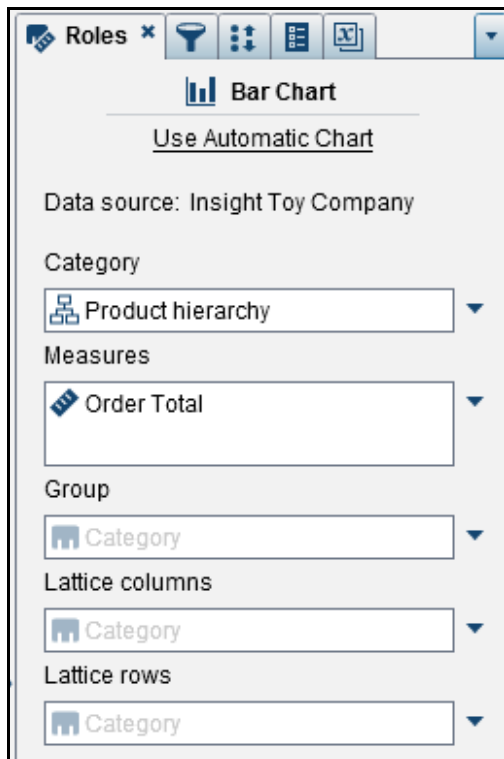 Roles
Bar Chart
Use Automatic Chart
Data source: Insight Toy Company
Category
Product hierarchy
Measures
Order Total
Group
Category
Lattice columns
Category
Lattice rows
Category